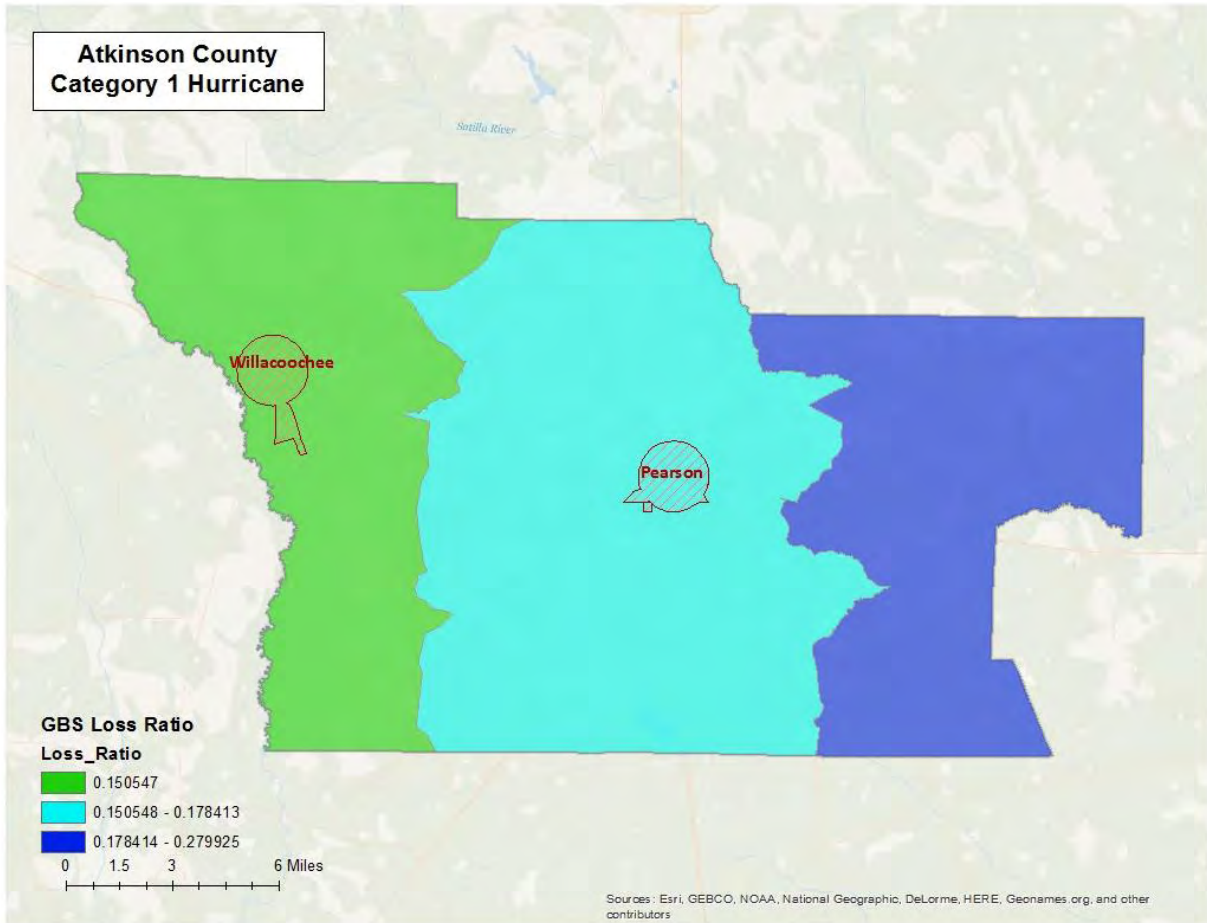 Atkinson County
Category 1 Hurricane
Satilla River
Willacoochee
Pearson
GBS Loss Ratio
Loss_Ratio
0.150547
0.150548 - 0.178413
0.178414 - 0.279925
0 1.5 3 6 Miles
Sources: Esri, GEBCO, NOAA, National Geographic, DeLorme, HERE, Geonames.org, and other
contributors